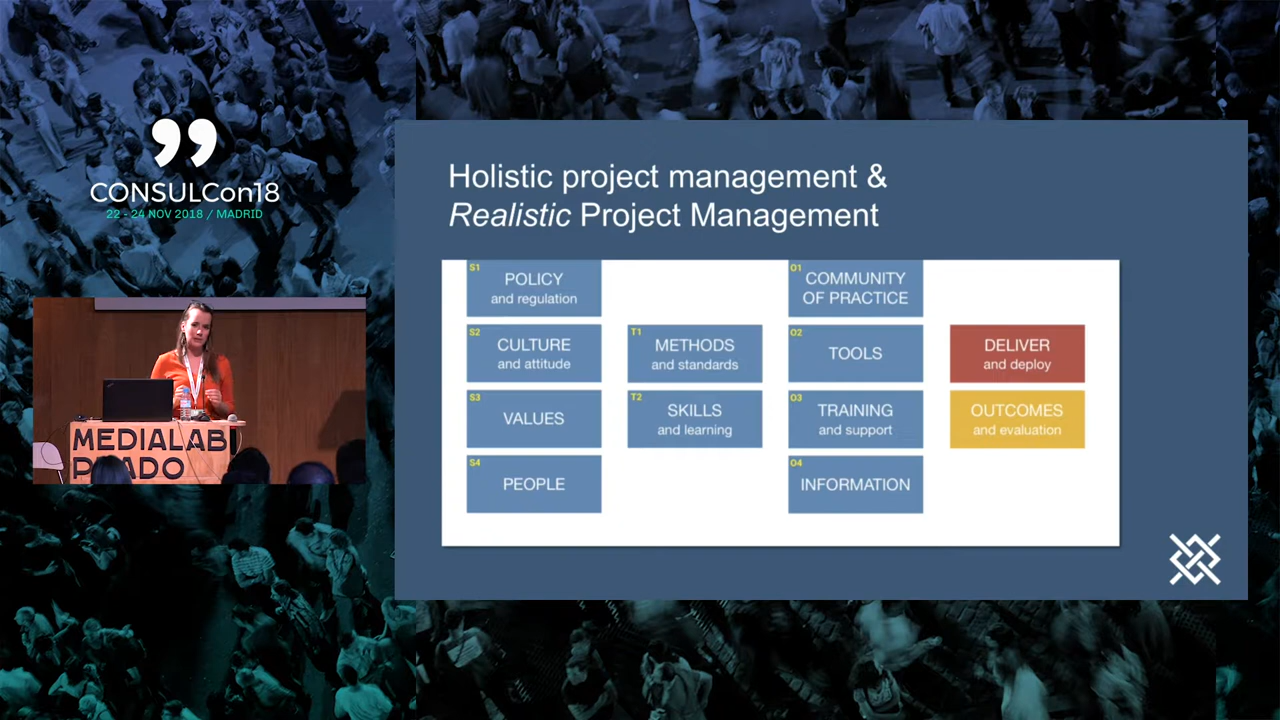 CONSULCon18
22 - 24 NOV 2018 / MADRID
MEDIALAB
PRADO
Holistic project management &
Realistic Project Management
S1
POLICY
and regulation
S2
CULTURE
and attitude
S3
VALUES
S4
PEOPLE
T1
METHODS
and standards
T2
SKILLS
and learning
O1
COMMUNITY
OF PRACTICE
O2
TOOLS
O3
TRAINING
and support
O4
INFORMATION
DELIVER
and deploy
OUTCOMES
and evaluation